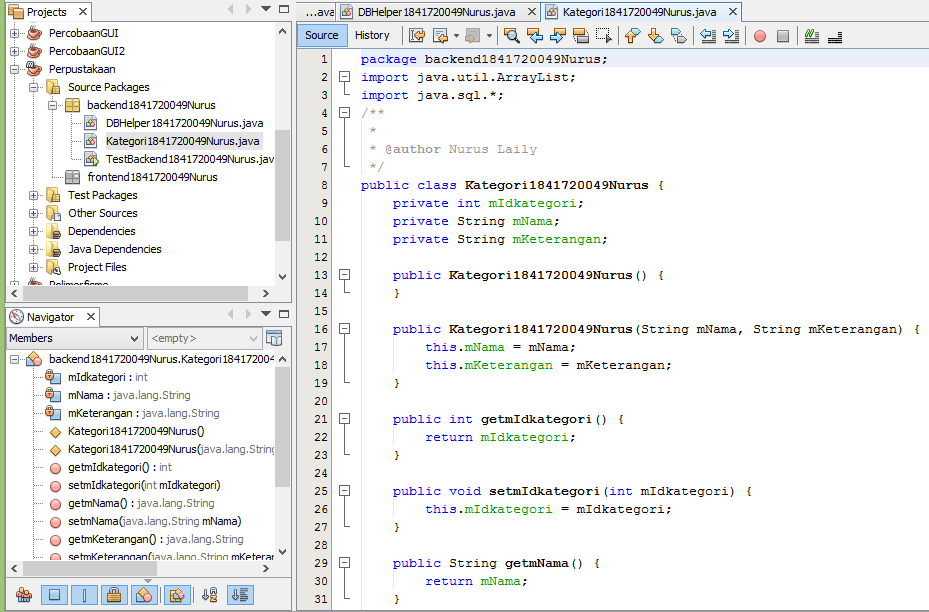 Projects
PercobaanGUI
PercobaanGUI2
Perpustakaan
Source Packages
backend1841720049Nurus
DBHelper1841720049Nurus.java
Kategori1841720049Nurus.java
TestBackend1841720049Nurus.jav
frontend1841720049Nurus
Test Packages
Other Sources
Dependencies
Java Dependencies
Project Files
Polimorfisme
Navigator
Members
<empty>
backend1841720049Nurus.Kategori18417200
mIdkategori : int
mNama : java.lang.String
mKeterangan : java.lang.String
Kategori1841720049Nurus()
Kategori1841720049Nurus(java.lang.String
getmIdkategori() : int
setmIdkategori(int mIdkategori)
getmNama() : java.lang.String
setmNama(java.lang.String mNama)
getmKeterangan() : java.lang.String
setmKeterangan(java.lang.String mKeteran
...ava
DBHelper1841720049Nurus.java
Kategori1841720049Nurus.java
Source
History
1 package backend1841720049Nurus;
2 import java.util.ArrayList;
3 import java.sql.*;
4 /**
5 *
6 * @author Nurus Laily
7 */
8 public class Kategori1841720049Nurus {
9 private int mIdkategori;
10 private String mNama;
11 private String mKeterangan;
12
13 public Kategori1841720049Nurus() {
14 }
15
16 public Kategori1841720049Nurus(String mNama, String mKeterangan) {
17 this.mNama = mNama;
18 this.mKeterangan = mKeterangan;
19 }
20
21 public int getmIdkategori() {
22 return mIdkategori;
23 }
24
25 public void setmIdkategori(int mIdkategori) {
26 this.mIdkategori = mIdkategori;
27 }
28
29 public String getmNama() {
30 return mNama;
31 }